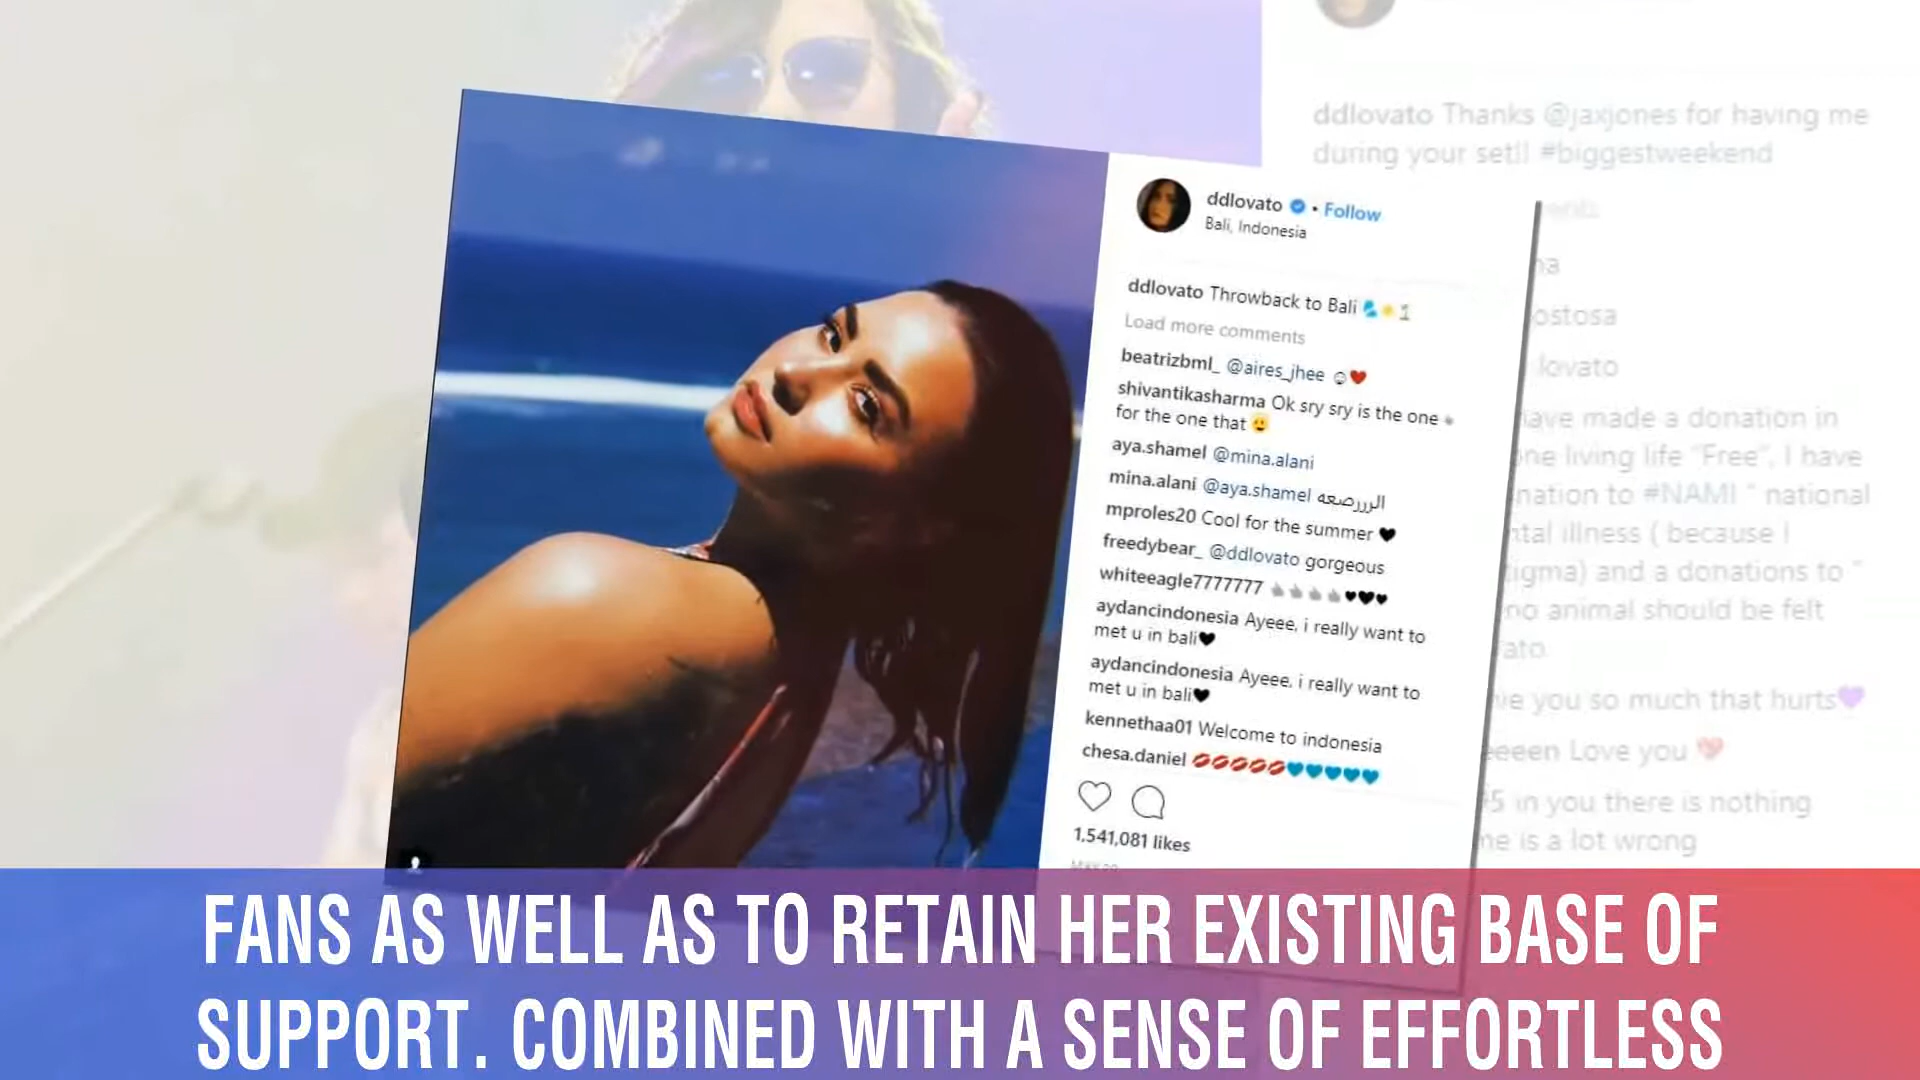 ddlovato Thanks @jaxjones for having me
during your set!! #biggestweekend
ostosa
lovato
have made a donation in
one living life "Free", I have
nation to #NAMI " national
ntal illness ( because I
tigma) and a donations to "
no animal should be felt
ve you so much that hurts💜
eeeen Love you 💖
in you there is nothing
me is a lot wrong
ddlovato • Follow
Bali, Indonesia
ddlovato Throwback to Bali
Load more comments
beatrizbml_ @aires_jhee ☺❤
shivantikasharma Ok sry sry is the one
for the one that 😃
aya.shamel @mina.alani
mina.alani @aya.shamel الرررصعه
mproles20 Cool for the summer 🖤
freedybear_ @ddlovato gorgeous
whiteeagle7777777 👍👍👍👍🖤🖤🖤
aydancindonesia Ayeee, i really want to
met u in bali🖤
aydancindonesia Ayeee, i really want to
met u in bali🖤
kennethaa01 Welcome to indonesia
chesa.daniel 💋💋💋💋💋💙💙💙💙💙
1,541,081 likes
FANS AS WELL AS TO RETAIN HER EXISTING BASE OF
SUPPORT. COMBINED WITH A SENSE OF EFFORTLESS